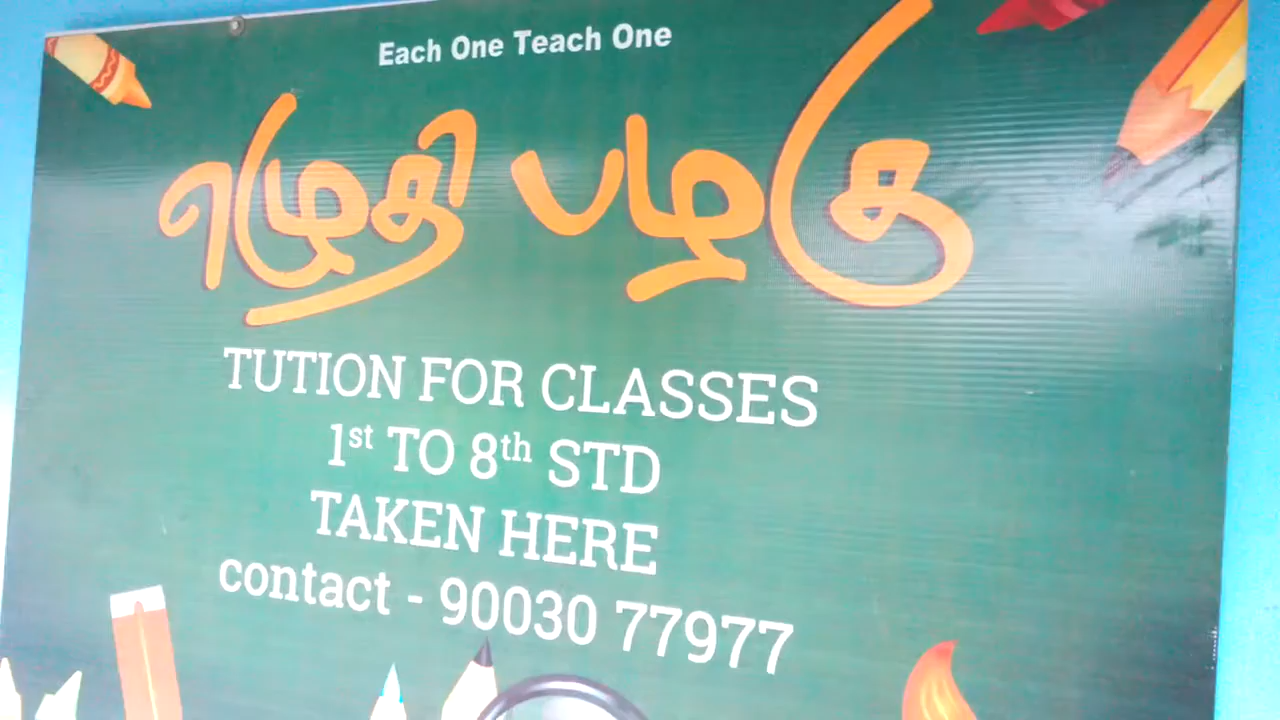 Each One Teach One
எழுதி பழகு
TUTION FOR CLASSES
1st TO 8th STD
TAKEN HERE
contact - 90030 77977